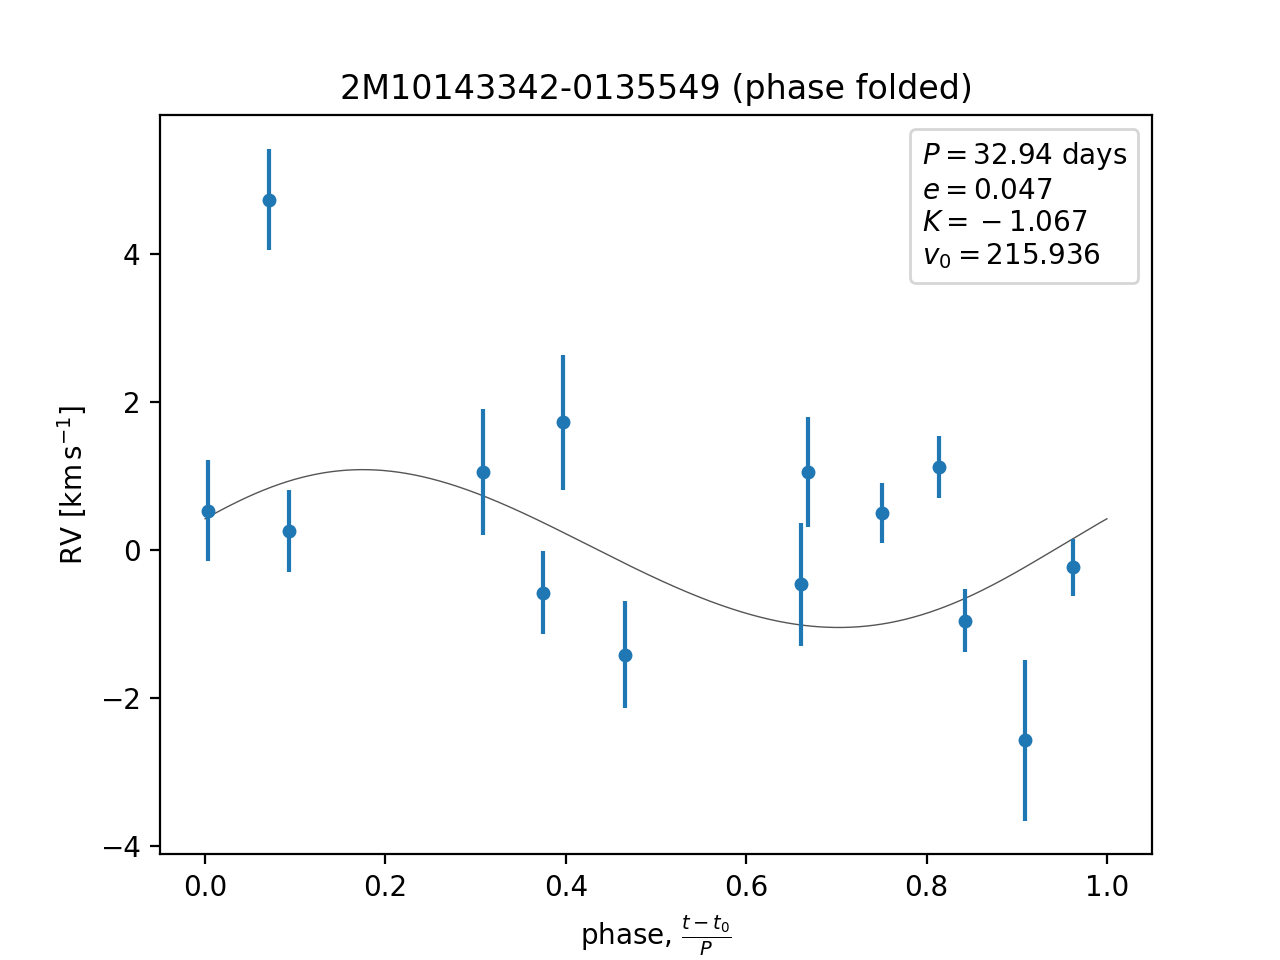 2M10143342-0135549 (phase folded)
P = 32.94 days
e = 0.047
K = −1.067
v₀ = 215.936
RV [km s⁻¹]
4
2
0
−2
−4
0.0 0.2 0.4 0.6 0.8 1.0
phase, (t − t₀)/P